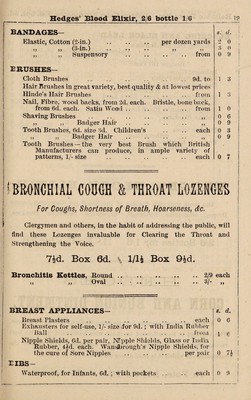 Hedges' Blood Elixir, 2/6 bottle 1/6
BANDAGES— s. d.
Elastic, Cotton (2-in.) .. .. .. per dozen yards 2 0
„ „ (3-in.) .. .. .. „ „ 3 0
„ „ Suspensory .. .. .. from 0 9
BRUSHES—
Cloth Brushes .. .. .. .. 9d. to 1 3
Hair Brushes in great variety, best quality & at lowest prices
Hinde's Hair Brushes .. .. .. from 1 3
Nail, Fibre, wood backs, from 3d. each. Bristle, bone back,
from all .. .. .. .. from 1 0
Shaving Brushes .. .. .. .. „ 0 6
„ „ Badger Hair .. .. .. „ 0 9
Tooth Brushes, 6d. size 3d. Children's .. each 0 3
„ „ Badger Hair .. .. .. „ 0 9
Tooth Brushes—the very best Brush which British
Manufacturers can produce, in ample variety of
patterns, 1/- size .. .. .. .. each 0 7
BRONCHIAL COUGH & THROAT LOZENGES
For Coughs, Shortness of Breath, Hoarseness, &c.
Clergymen and others, in the habit of addressing the public, will
find these Lozenges invaluable for Clearing the Throat and
Strengthening the Voice.
7½d. Box 6d. 1/1½ Box 9½d.
Bronchitis Kettles, Round .. .. .. 2/9 each
„ „ Oval .. .. .. 3/- „
BREAST APPLIANCES— s. d.
Breast Plasters .. .. .. .. each 0 6
Exhausters for self-use, 1/- size for 9d.; with India Rubber
Ball .. .. .. .. .. from 1 6
Nipple Shields, 6d. per pair, Nipple Shields, Glass or India
Rubber, 4½d. each. Wansbrough's Nipple Shields, for
the cure of Sore Nipples .. .. .. per pair 0 7½
BIBS—
Waterproof, for Infants, 6d.; with pockets .. each 0 9